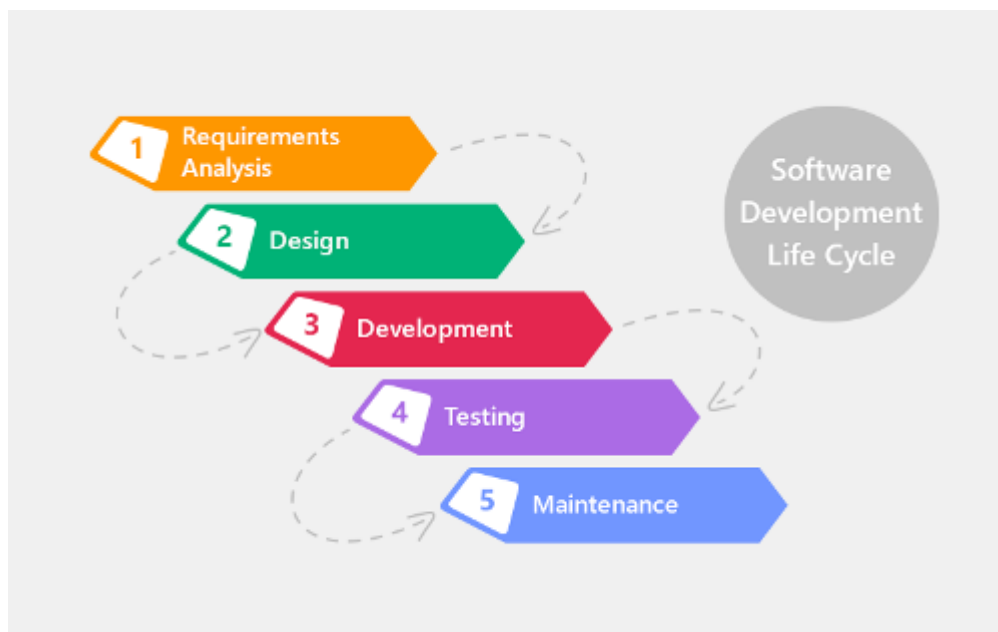 1
Requirements
Analysis
2
Design
3
Development
4
Testing
5
Maintenance
Software
Development
Life Cycle